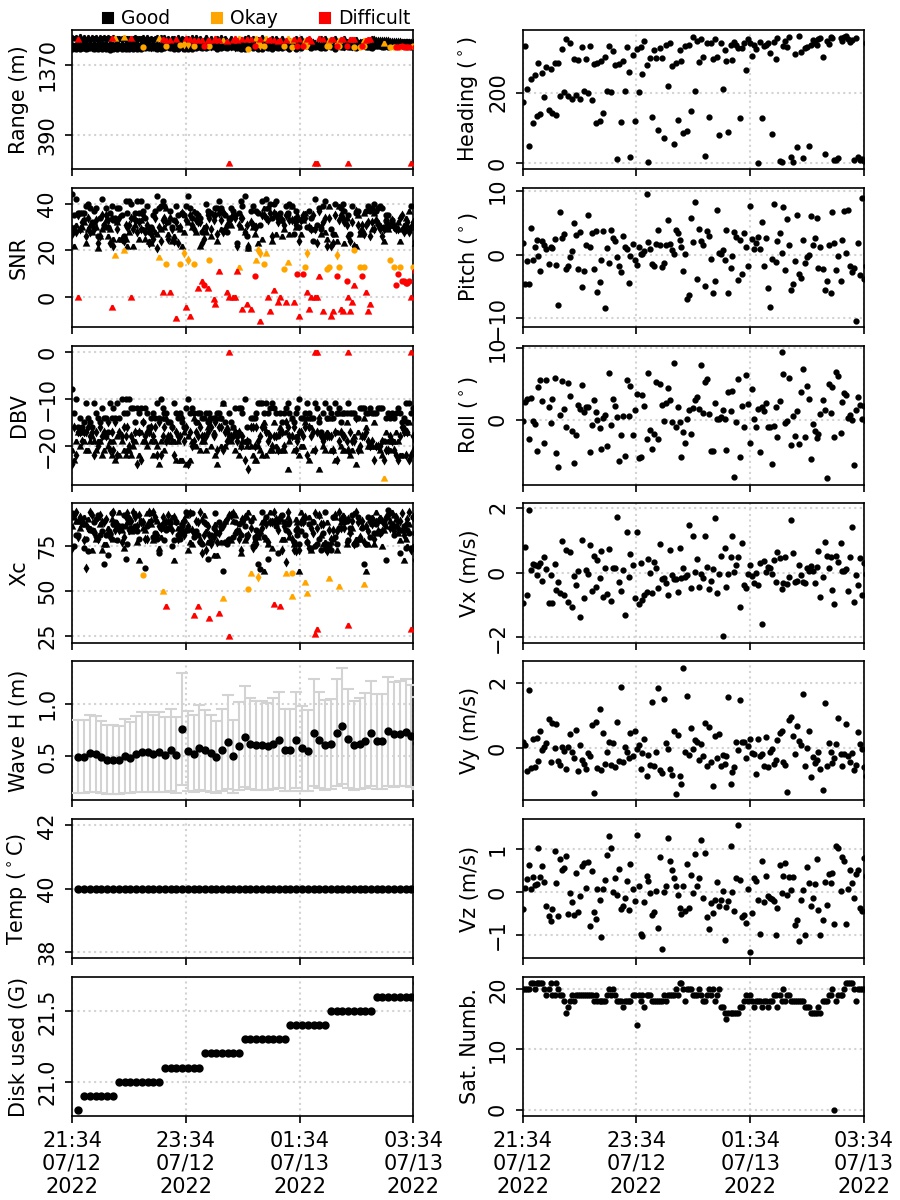 Good Okay Difficult
Range (m)
1370
390
Heading (°)
200
0
SNR
40
20
0
Pitch (°)
10
0
−10
DBV
0
−10
−20
Roll (°)
10
0
Xc
75
50
25
Vx (m/s)
2
0
−2
Wave H (m)
1.0
0.5
Vy (m/s)
2
0
Temp (°C)
42
40
38
Vz (m/s)
1
0
−1
Disk used (G)
21.5
21.0
Sat. Numb.
20
10
0
21:34 23:34 01:34 03:34
07/12 07/12 07/13 07/13
2022 2022 2022 2022
21:34 23:34 01:34 03:34
07/12 07/12 07/13 07/13
2022 2022 2022 2022